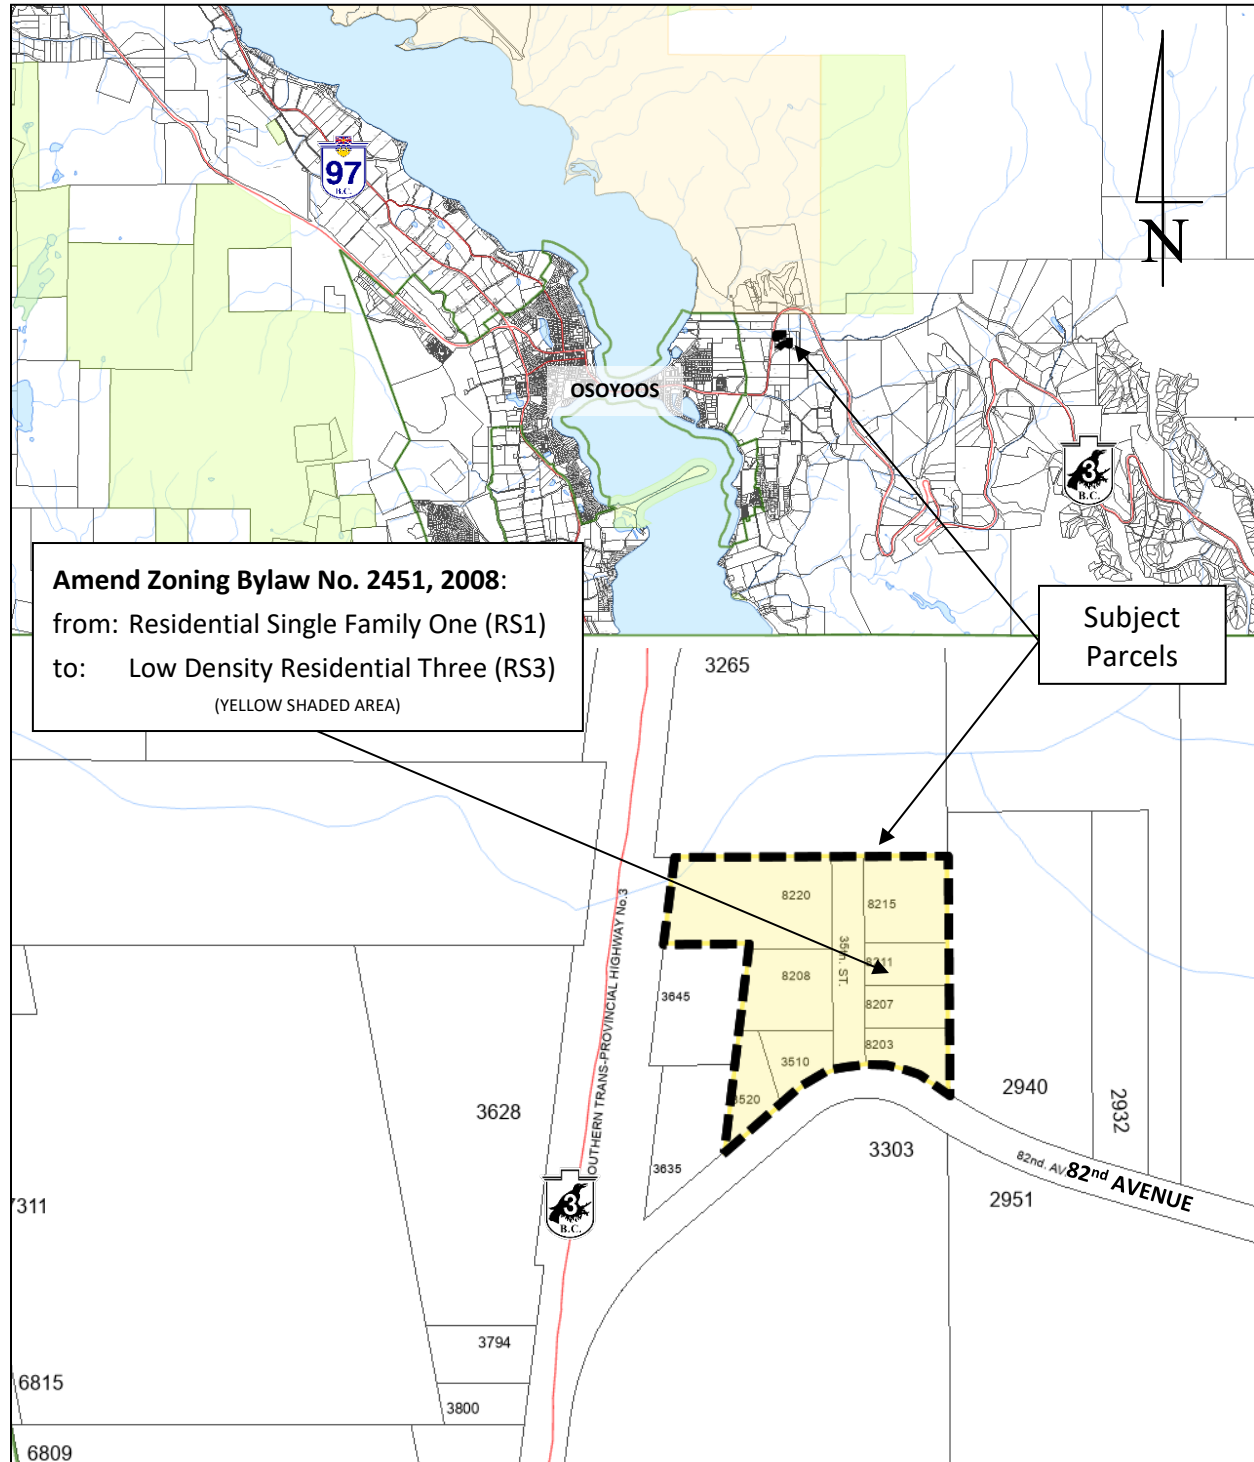 97
B.C.
N
OSOYOOS
3
B.C.
Amend Zoning Bylaw No. 2451, 2008:
from: Residential Single Family One (RS1)
to: Low Density Residential Three (RS3)
(YELLOW SHADED AREA)
Subject
Parcels
3265
8220
8215
35th. ST.
8211
8208
3645
8207
8203
3510
3520
SOUTHERN TRANS-PROVINCIAL HIGHWAY No.3
3628
2940
2932
3303
3635
82nd. AV
82nd AVENUE
3
B.C.
7311
2951
3794
6815
3800
6809